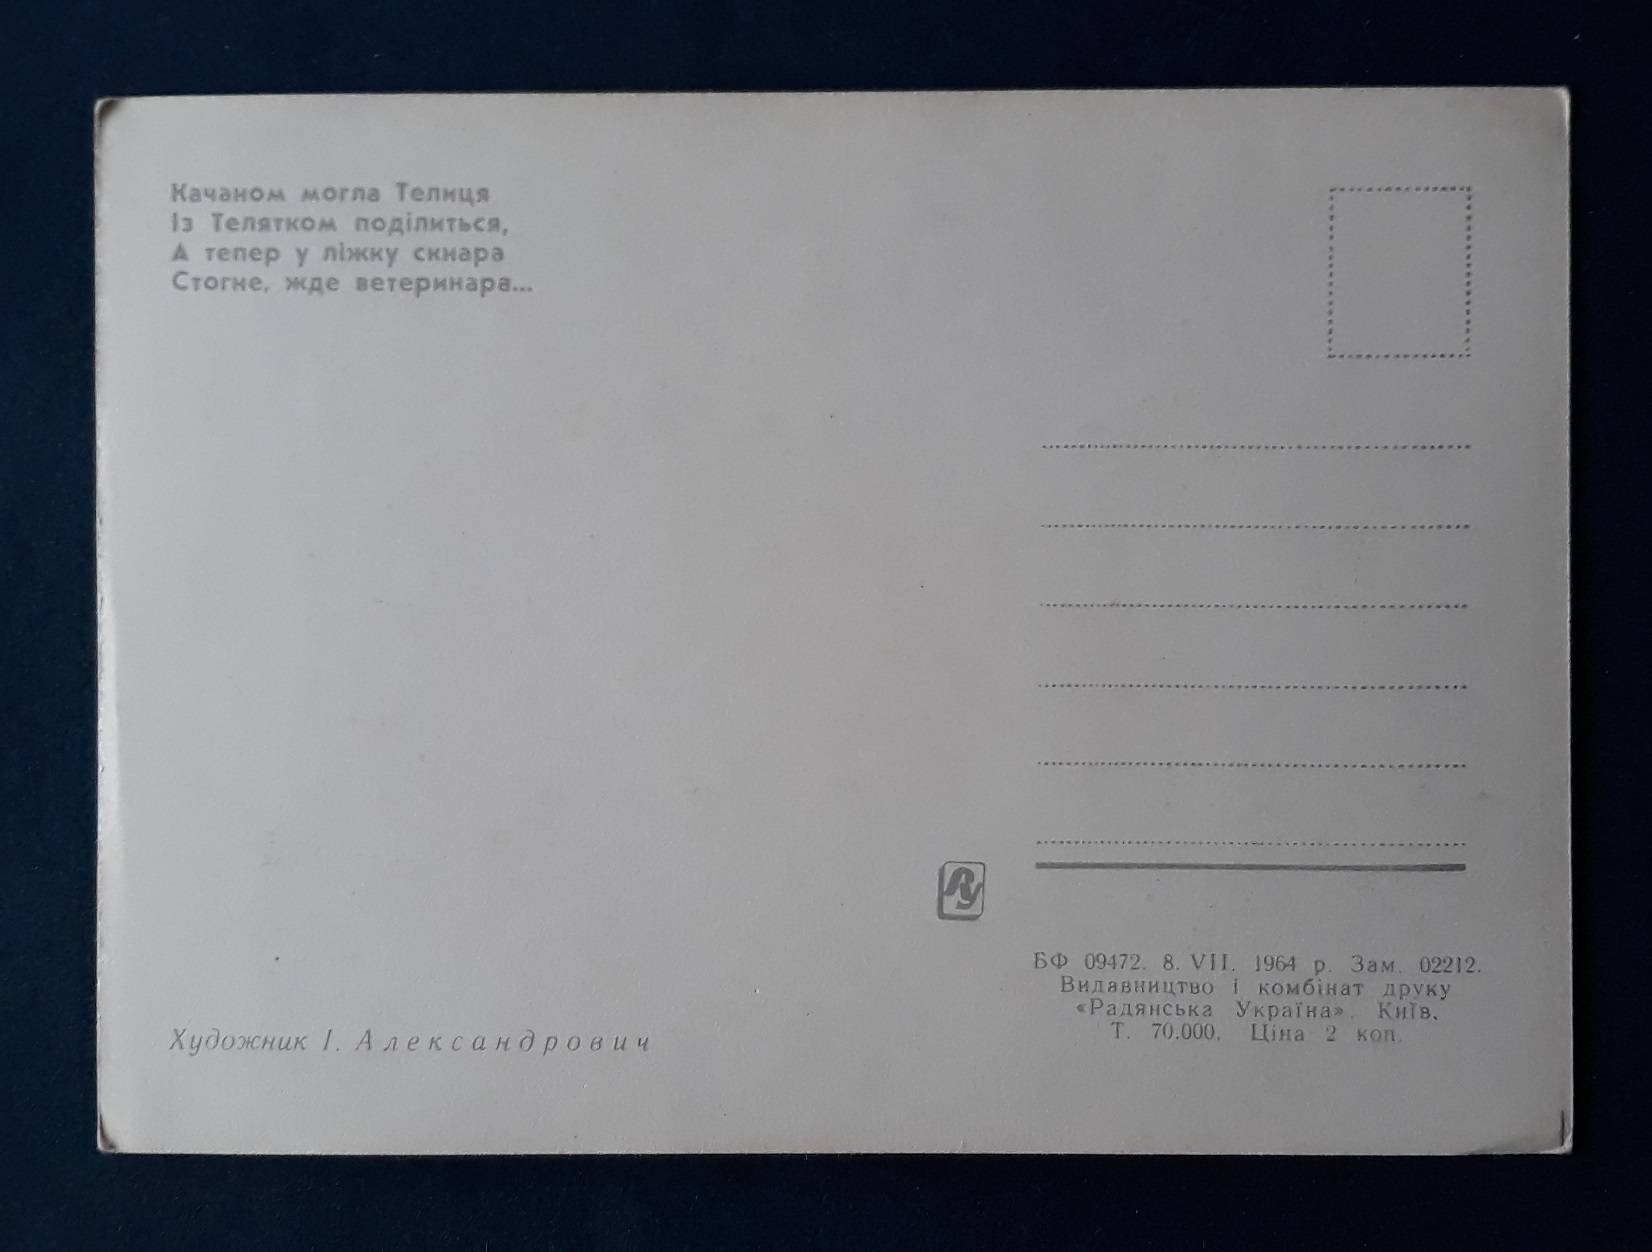 Качаном могла Телиця
Із Телятком поділиться,
А тепер у ліжку скнара
Стогне, жде ветеринара...
РУ
БФ 09472. 8. VII. 1964 р. Зам. 02212.
Видавництво і комбінат друку
«Радянська Україна». Київ.
Т. 70.000. Ціна 2 коп.
Художник І. Александрович